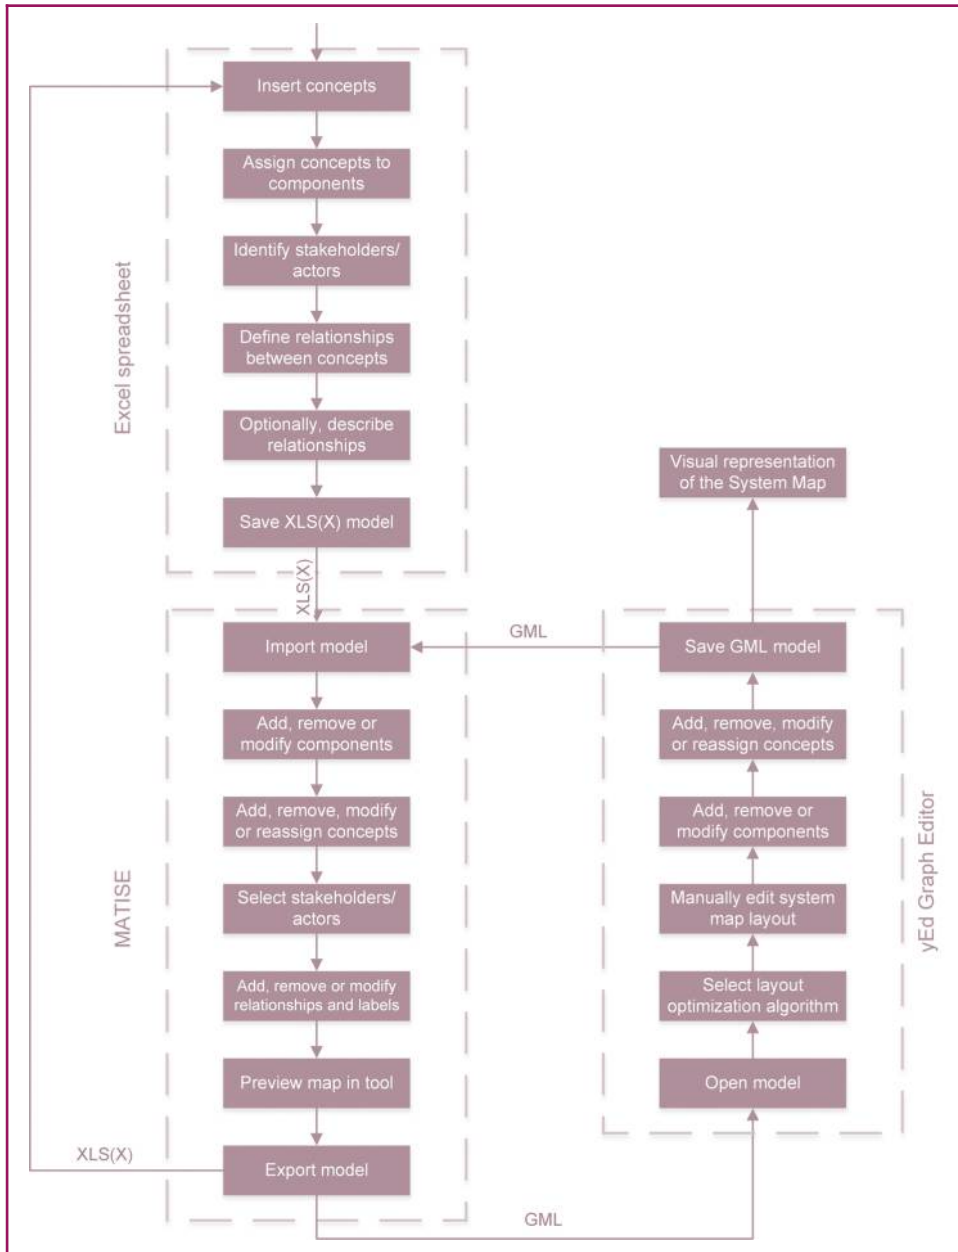 Insert concepts
Assign concepts to
components
Identify stakeholders/
actors
Define relationships
between concepts
Optionally, describe
relationships
Save XLS(X) model
Excel spreadsheet
XLS(X)
Import model
Add, remove or
modify components
Add, remove, modify
or reassign concepts
Select stakeholders/
actors
Add, remove or modify
relationships and labels
Preview map in tool
Export model
MATISE
XLS(X)
GML
GML
Visual representation
of the System Map
Save GML model
Add, remove, modify
or reassign concepts
Add, remove or
modify components
Manually edit system
map layout
Select layout
optimization algorithm
Open model
yEd Graph Editor